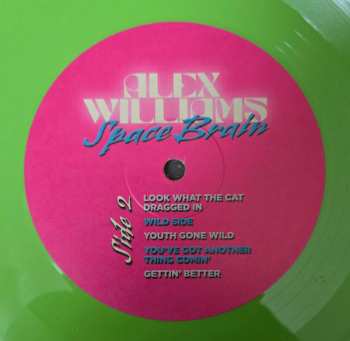 ALEX
WILLIAMS
Space Brain
Side 2
LOOK WHAT THE CAT
DRAGGED IN
WILD SIDE
YOUTH GONE WILD
YOU'VE GOT ANOTHER
THING COMIN'
GETTIN' BETTER